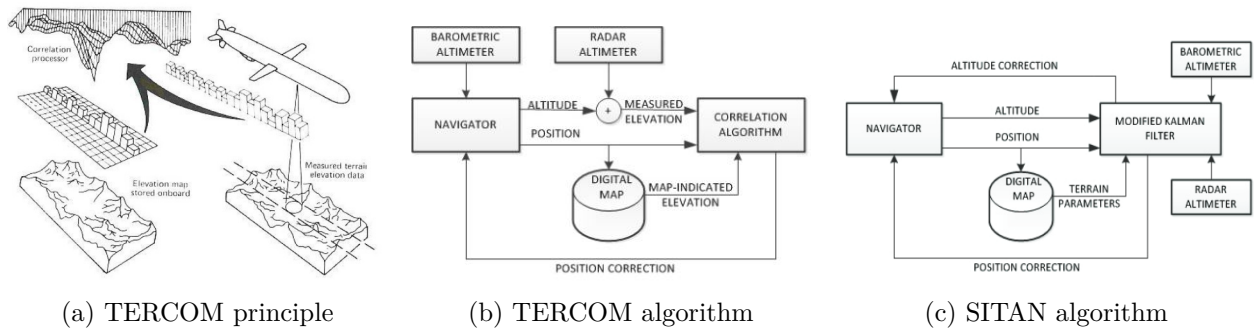 Correlation
processor
Elevation map
stored onboard
Measured terrain
elevation data
(a) TERCOM principle
BAROMETRIC
ALTIMETER
RADAR
ALTIMETER
NAVIGATOR
ALTITUDE
+
MEASURED
ELEVATION
POSITION
CORRELATION
ALGORITHM
DIGITAL
MAP
MAP-INDICATED
ELEVATION
POSITION CORRECTION
(b) TERCOM algorithm
ALTITUDE CORRECTION
BAROMETRIC
ALTIMETER
NAVIGATOR
ALTITUDE
POSITION
MODIFIED KALMAN
FILTER
DIGITAL
MAP
TERRAIN
PARAMETERS
RADAR
ALTIMETER
POSITION CORRECTION
(c) SITAN algorithm